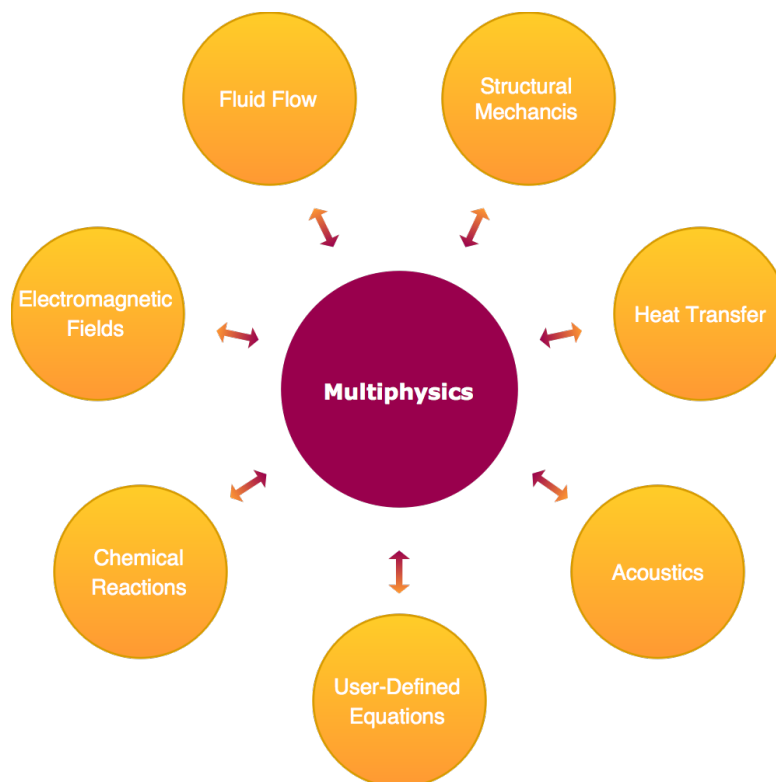 Fluid Flow
Structural
Mechancis
Electromagnetic
Fields
Heat Transfer
Multiphysics
Chemical
Reactions
Acoustics
User-Defined
Equations